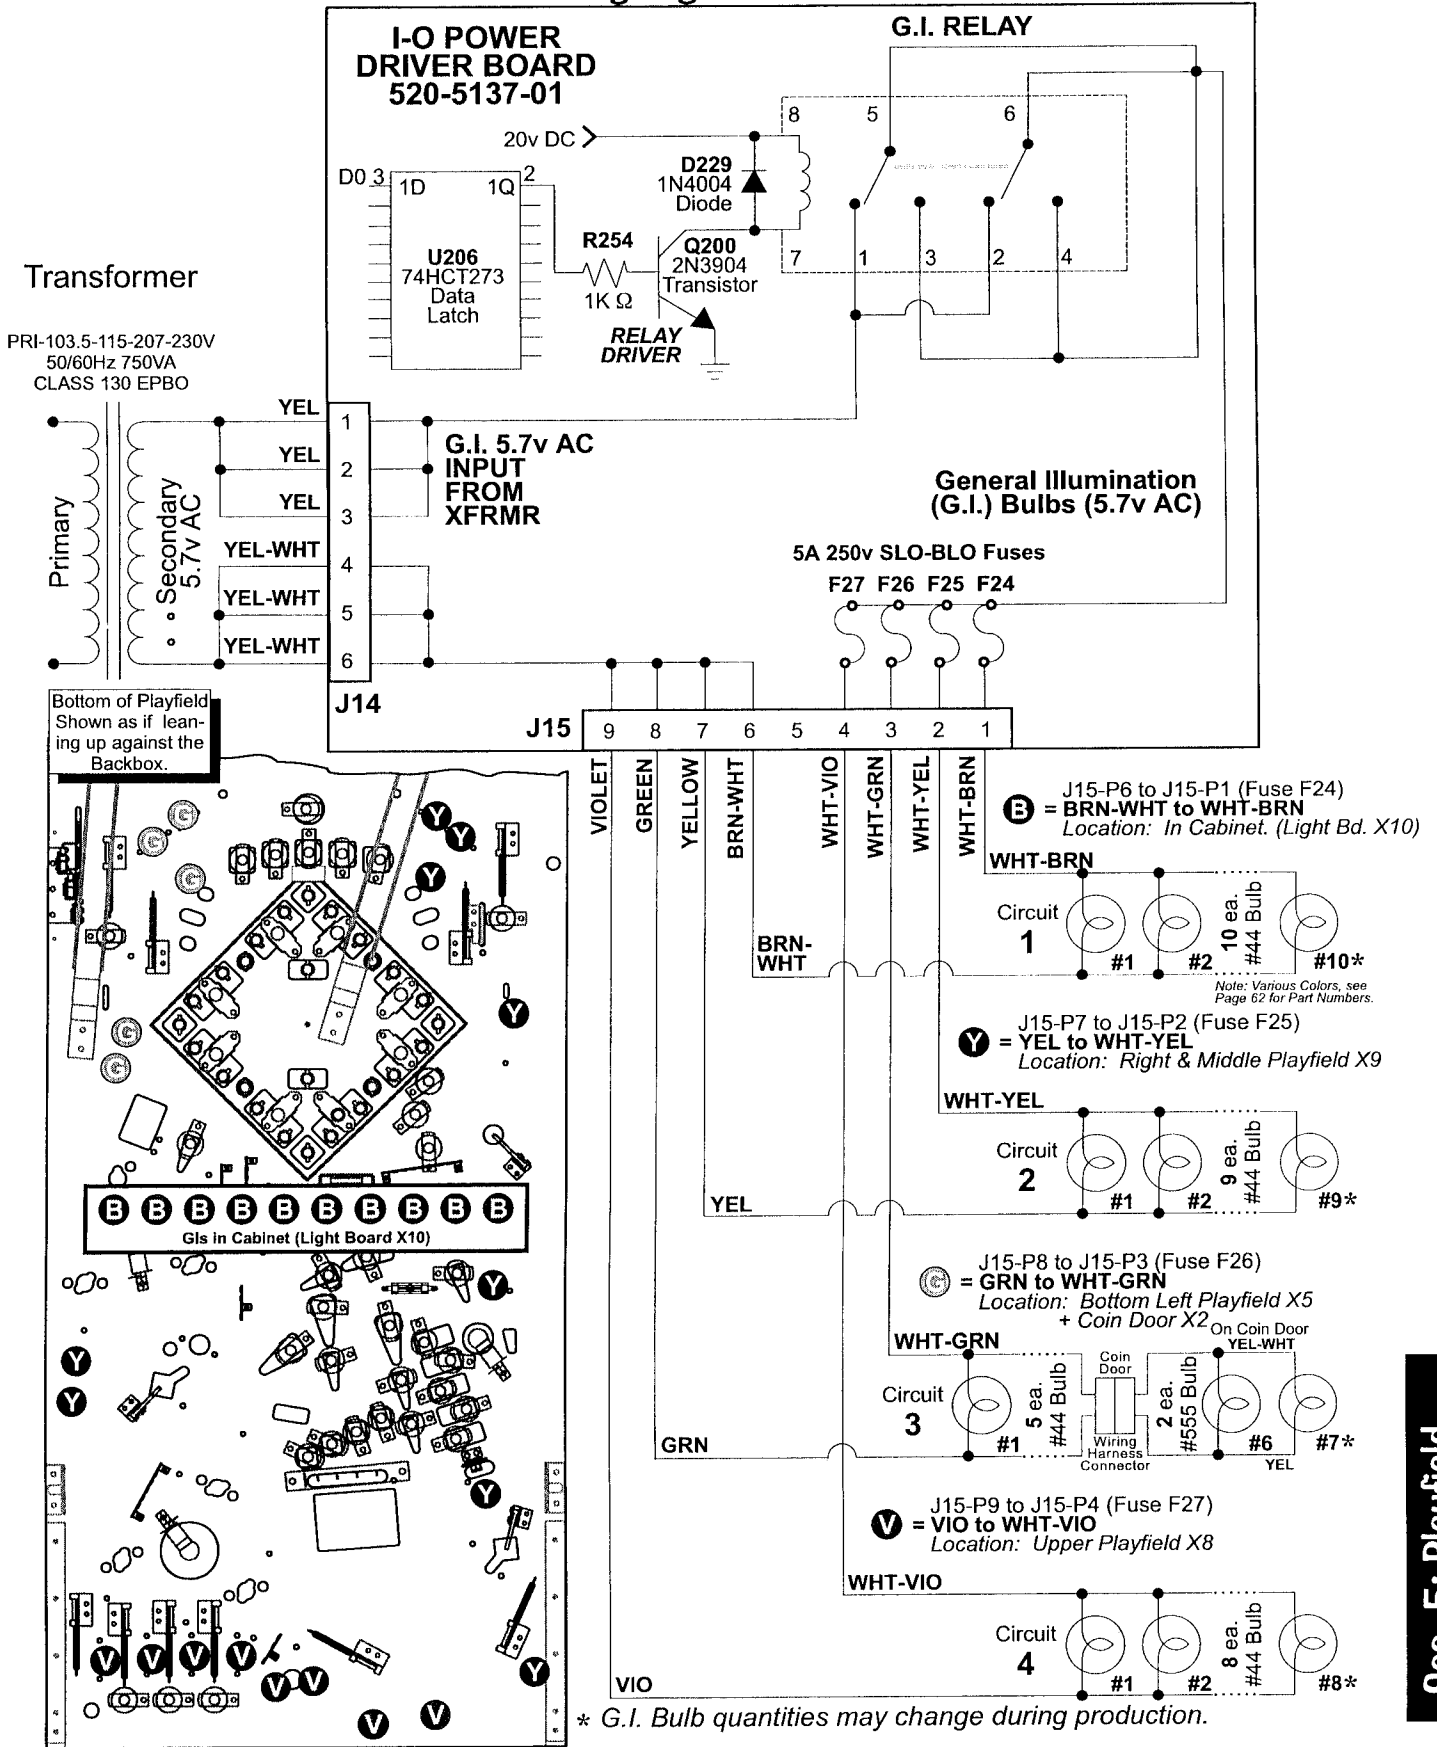 I-O POWER
DRIVER BOARD
520-5137-01
G.I. RELAY
20v DC
8
5
6
D229
1N4004
Diode
D0 3
1D
1Q
2
U206
74HCT273
Data
Latch
R254
1K Ω
Q200
2N3904
Transistor
RELAY
DRIVER
7
1
3
2
4
Transformer
PRI-103.5-115-207-230V
50/60Hz 750VA
CLASS 130 EPBO
Primary
Secondary
5.7v AC
YEL
YEL
YEL
YEL-WHT
YEL-WHT
YEL-WHT
1
2
3
4
5
6
J14
G.I. 5.7v AC
INPUT
FROM
XFRMR
General Illumination
(G.I.) Bulbs (5.7v AC)
5A 250v SLO-BLO Fuses
F27 F26 F25 F24
J15
9 8 7 6 5 4 3 2 1
VIOLET
GREEN
YELLOW
BRN-WHT
WHT-VIO
WHT-GRN
WHT-YEL
WHT-BRN
Bottom of Playfield
Shown as if lean-
ing up against the
Backbox.
G
G
G
Y
Y
Y
Y
G
G
B B B B B B B B B B
GIs in Cabinet (Light Board X10)
Y
Y
Y
Y
V V V V
V V
Y
V V
J15-P6 to J15-P1 (Fuse F24)
B = BRN-WHT to WHT-BRN
Location: In Cabinet. (Light Bd. X10)
WHT-BRN
Circuit
1
BRN-
WHT
#1
#2
10 ea.
#44 Bulb
#10*
Note: Various Colors, see
Page 62 for Part Numbers.
J15-P7 to J15-P2 (Fuse F25)
Y = YEL to WHT-YEL
Location: Right & Middle Playfield X9
WHT-YEL
Circuit
2
YEL
#1
#2
9 ea.
#44 Bulb
#9*
J15-P8 to J15-P3 (Fuse F26)
G = GRN to WHT-GRN
Location: Bottom Left Playfield X5
+ Coin Door X2
On Coin Door
YEL-WHT
WHT-GRN
Circuit
3
GRN
#1
5 ea.
#44 Bulb
Coin
Door
Wiring
Harness
Connector
2 ea.
#555 Bulb
#6
#7*
YEL
J15-P9 to J15-P4 (Fuse F27)
V = VIO to WHT-VIO
Location: Upper Playfield X8
WHT-VIO
Circuit
4
VIO
#1
#2
8 ea.
#44 Bulb
#8*
* G.I. Bulb quantities may change during production.